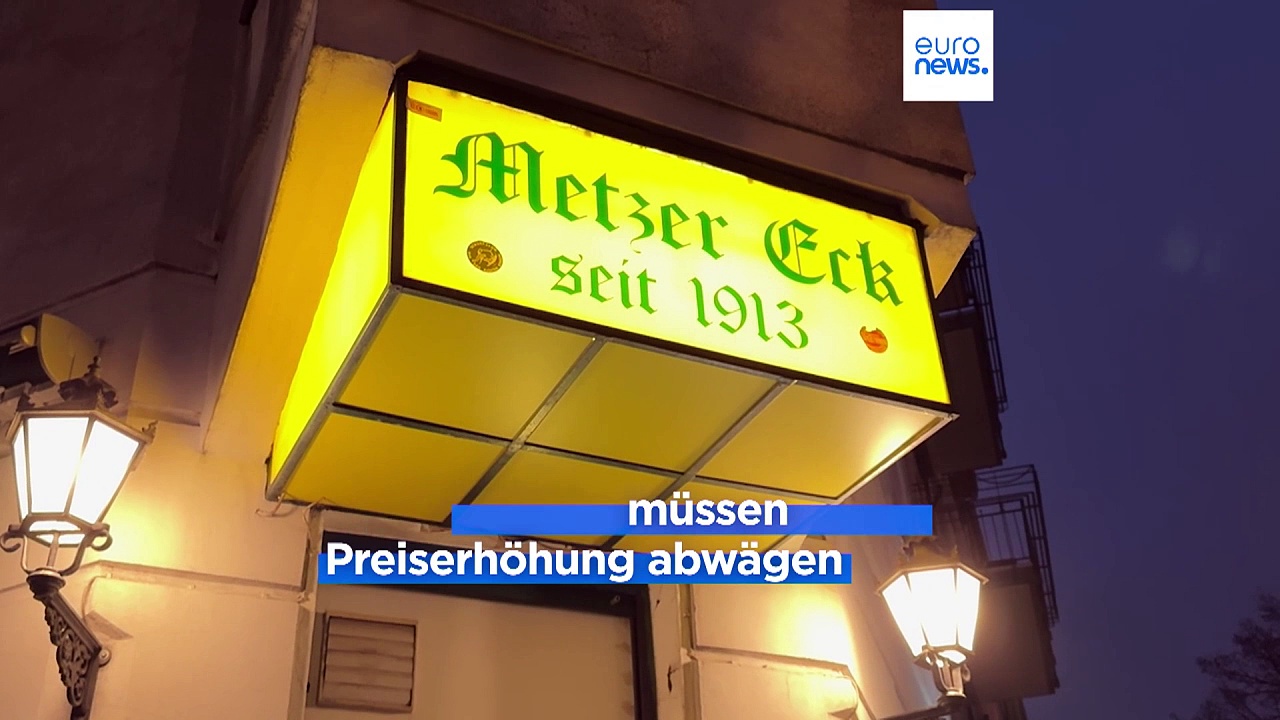 euro
news.
Metzer Eck
seit 1913
müssen
Preiserhöhung abwägen